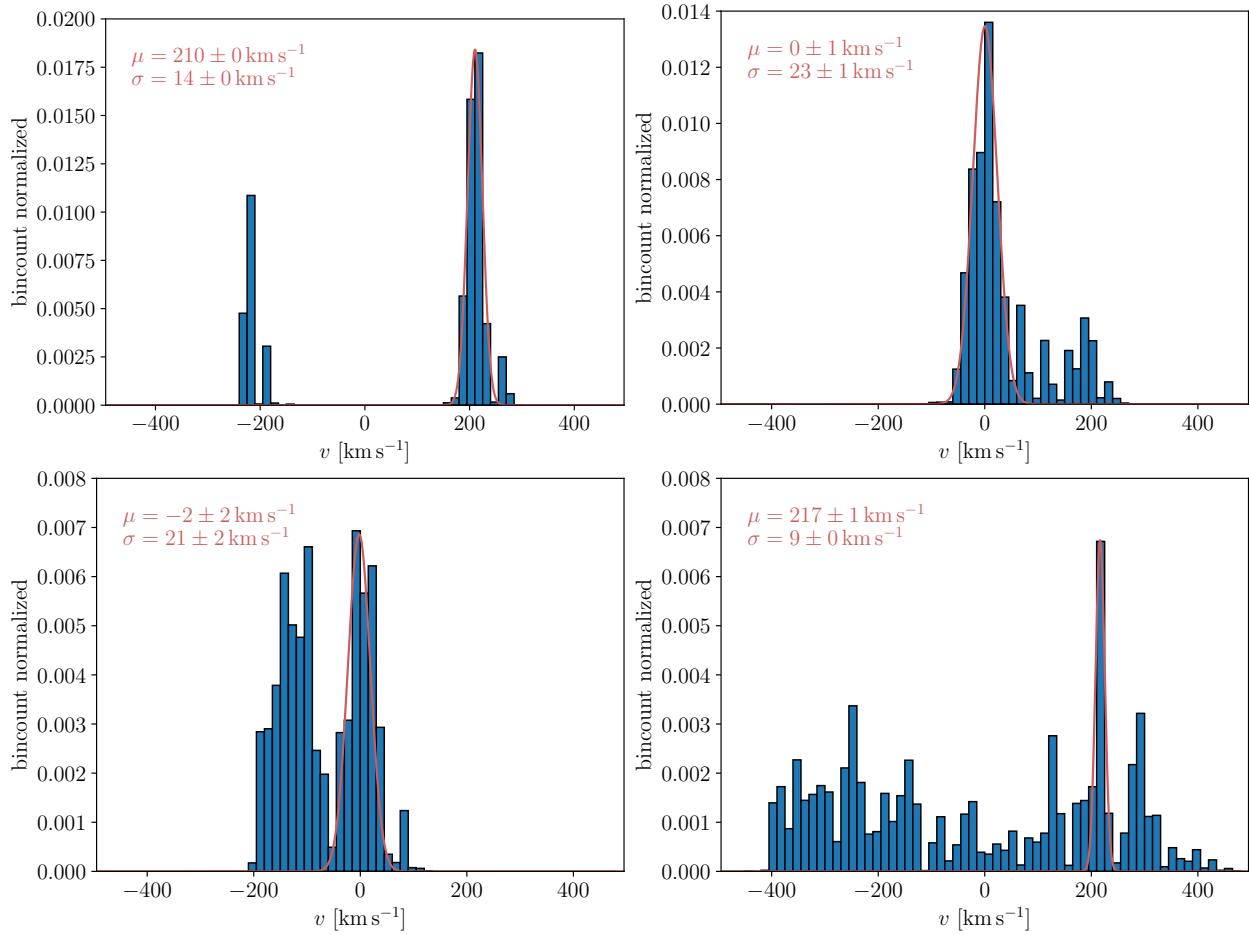 0.0200
0.0175
0.0150
0.0125
0.0100
0.0075
0.0050
0.0025
0.0000
bincount normalized
μ = 210 ± 0 km s⁻¹
σ = 14 ± 0 km s⁻¹
−400 −200 0 200 400
v [km s⁻¹]
0.014
0.012
0.010
0.008
0.006
0.004
0.002
0.000
bincount normalized
μ = 0 ± 1 km s⁻¹
σ = 23 ± 1 km s⁻¹
−400 −200 0 200 400
v [km s⁻¹]
0.008
0.007
0.006
0.005
0.004
0.003
0.002
0.001
0.000
bincount normalized
μ = −2 ± 2 km s⁻¹
σ = 21 ± 2 km s⁻¹
−400 −200 0 200 400
v [km s⁻¹]
0.008
0.007
0.006
0.005
0.004
0.003
0.002
0.001
0.000
bincount normalized
μ = 217 ± 1 km s⁻¹
σ = 9 ± 0 km s⁻¹
−400 −200 0 200 400
v [km s⁻¹]